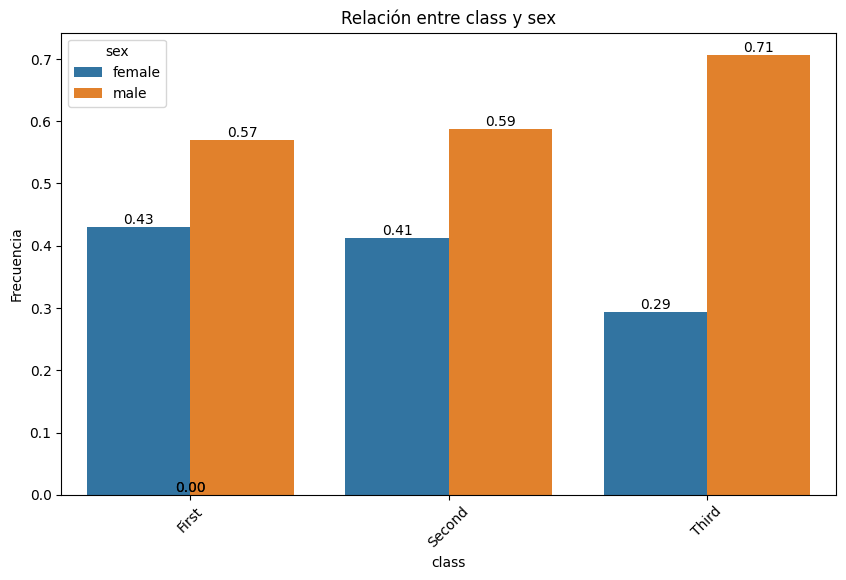 Relación entre class y sex
sex
female
male
0.7
0.6
0.5
0.4
0.3
0.2
0.1
0.0
Frecuencia
0.43
0.57
0.41
0.59
0.29
0.71
0.00
First
Second
Third
class